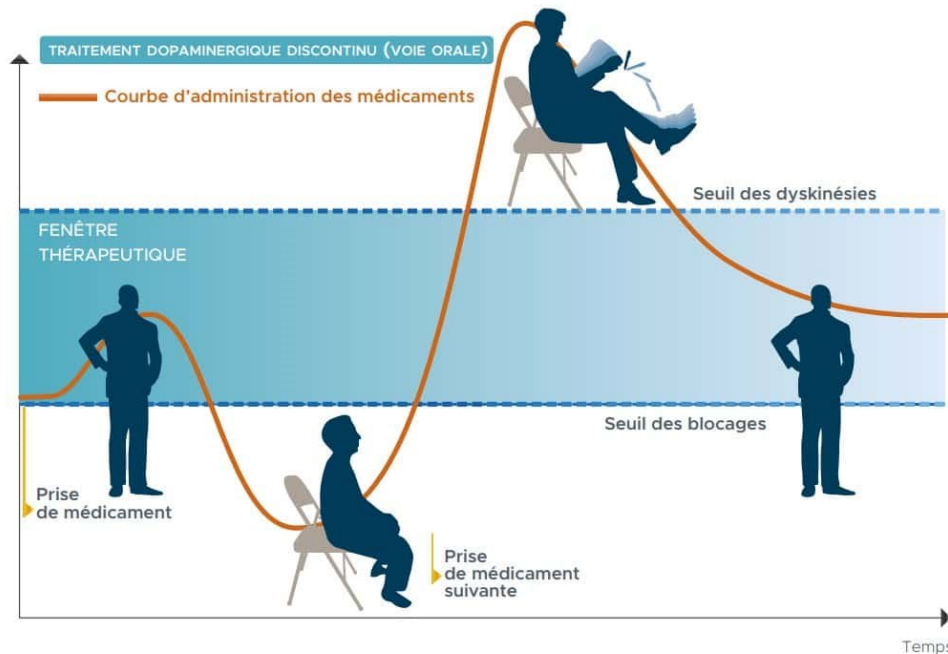 TRAITEMENT DOPAMINERGIQUE DISCONTINU (VOIE ORALE)
Courbe d'administration des médicaments
Seuil des dyskinésies
FENÊTRE
THÉRAPEUTIQUE
Seuil des blocages
Prise
de médicament
Prise
de médicament
suivante
Temps